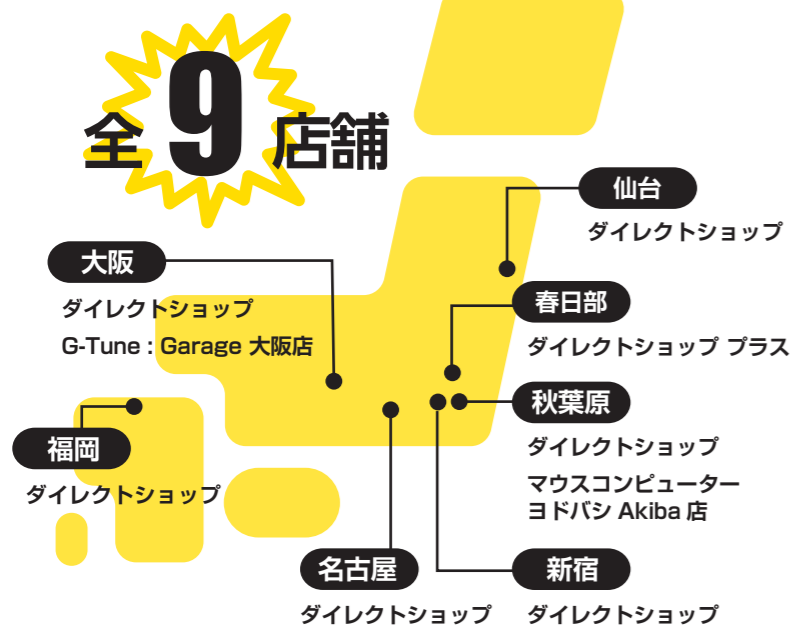 全9店舗
仙台
ダイレクトショップ
大阪
ダイレクトショップ
G-Tune : Garage 大阪店
春日部
ダイレクトショップ プラス
秋葉原
ダイレクトショップ
マウスコンピューター
ヨドバシ Akiba 店
福岡
ダイレクトショップ
名古屋
ダイレクトショップ
新宿
ダイレクトショップ